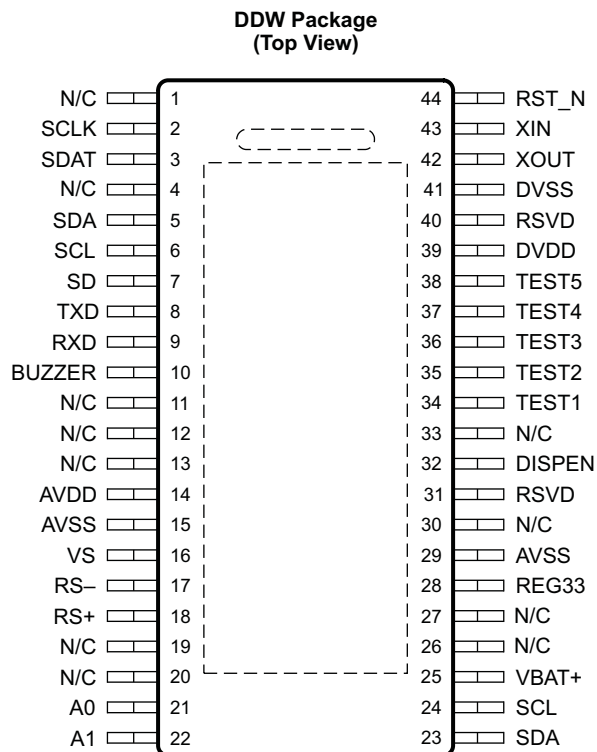 DDW Package
(Top View)
N/C 1 44 RST_N
SCLK 2 43 XIN
SDAT 3 42 XOUT
N/C 4 41 DVSS
SDA 5 40 RSVD
SCL 6 39 DVDD
SD 7 38 TEST5
TXD 8 37 TEST4
RXD 9 36 TEST3
BUZZER 10 35 TEST2
N/C 11 34 TEST1
N/C 12 33 N/C
N/C 13 32 DISPEN
AVDD 14 31 RSVD
AVSS 15 30 N/C
VS 16 29 AVSS
RS– 17 28 REG33
RS+ 18 27 N/C
N/C 19 26 N/C
N/C 20 25 VBAT+
A0 21 24 SCL
A1 22 23 SDA